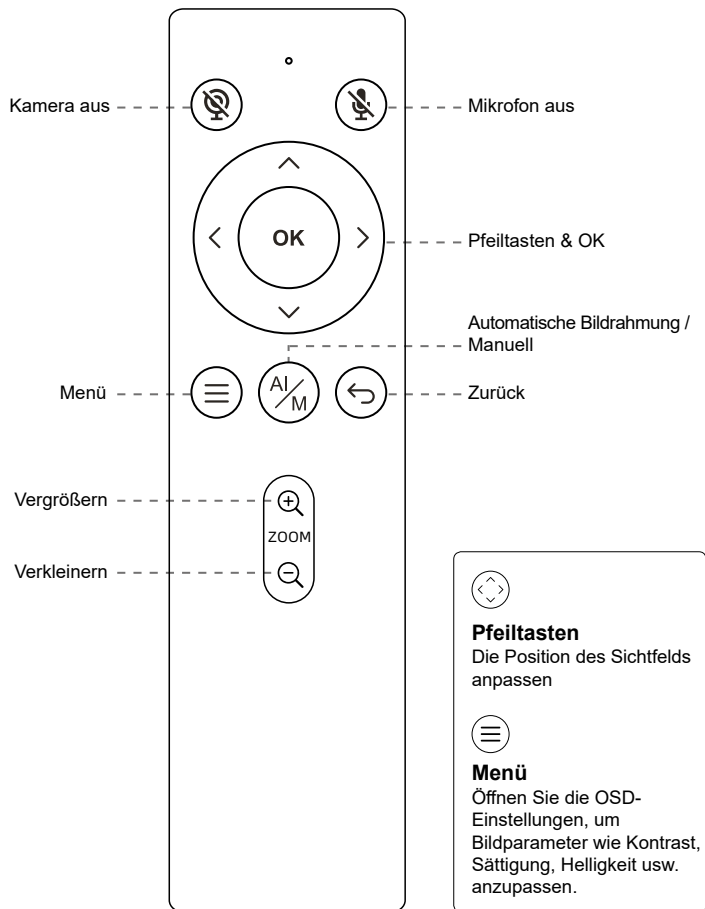 Kamera aus
Mikrofon aus
OK
Pfeiltasten & OK
Automatische Bildrahmung /
Manuell
Menü
AI/M
Zurück
Vergrößern
ZOOM
Verkleinern
Pfeiltasten
Die Position des Sichtfelds
anpassen
Menü
Öffnen Sie die OSD-
Einstellungen, um
Bildparameter wie Kontrast,
Sättigung, Helligkeit usw.
anzupassen.